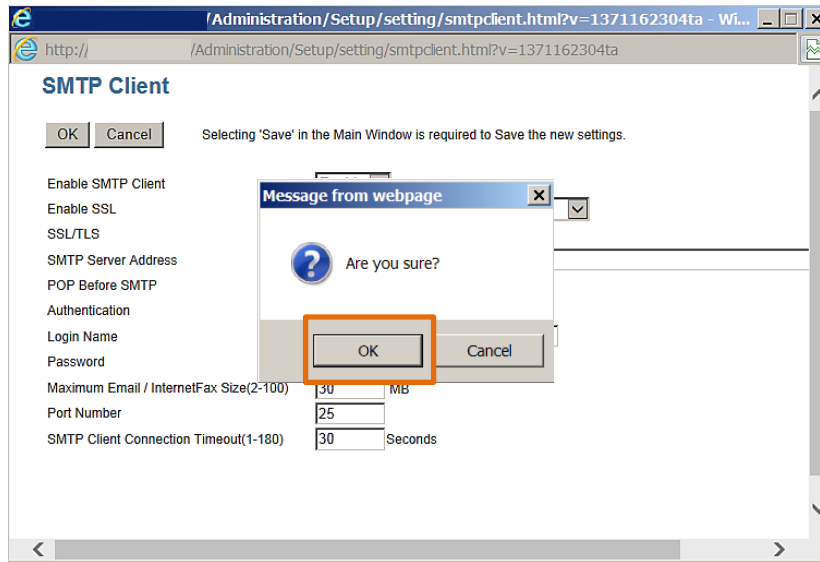 /Administration/Setup/setting/smtpclient.html?v=1371162304ta - Wi...
http:// /Administration/Setup/setting/smtpclient.html?v=1371162304ta
SMTP Client
OK Cancel Selecting 'Save' in the Main Window is required to Save the new settings.
Enable SMTP Client
Message from webpage
Enable SSL
SSL/TLS
SMTP Server Address
Are you sure?
POP Before SMTP
Authentication
Login Name
OK Cancel
Password
Maximum Email / InternetFax Size(2-100) 30 MB
Port Number 25
SMTP Client Connection Timeout(1-180) 30 Seconds